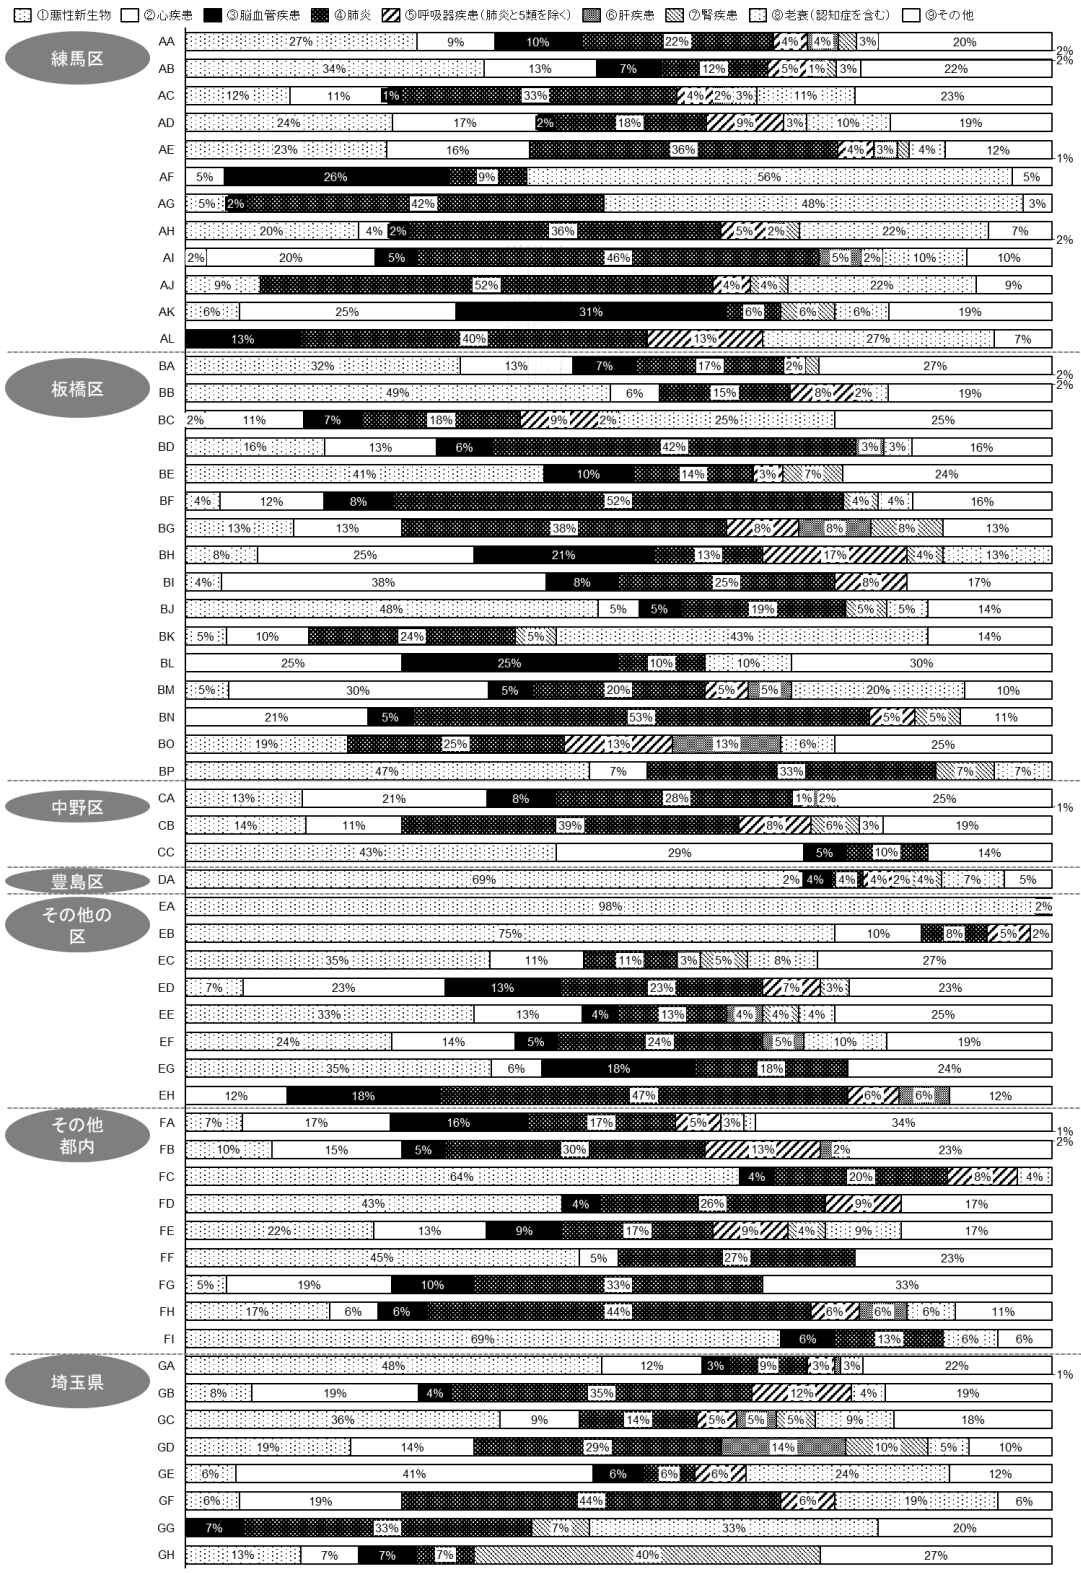 ①悪性新生物 ②心疾患 ③脳血管疾患 ④肺炎 ⑤呼吸器疾患(肺炎と5類を除く) ⑥肝疾患 ⑦腎疾患 ⑧老衰(認知症を含む) ⑨その他
練馬区
AA 27% 9% 10% 22% 4% 4% 3% 20% 2%
AB 34% 13% 7% 12% 5% 1% 3% 22% 2%
AC 12% 11% 1% 33% 4% 2% 3% 11% 23%
AD 24% 17% 2% 18% 9% 3% 10% 19%
AE 23% 16% 36% 4% 3% 4% 12% 1%
AF 5% 26% 9% 56% 5%
AG 5% 2% 42% 48% 3%
AH 20% 4% 2% 36% 5% 2% 22% 7% 2%
AI 2% 20% 5% 46% 5% 2% 10% 10%
AJ 9% 52% 4% 4% 22% 9%
AK 6% 25% 31% 6% 6% 6% 19%
AL 13% 40% 13% 27% 7%
板橋区
BA 32% 13% 7% 17% 2% 27% 2%
BB 49% 6% 15% 8% 2% 19% 2%
BC 2% 11% 7% 18% 9% 2% 25% 25%
BD 16% 13% 6% 42% 3% 3% 16%
BE 41% 10% 14% 3% 7% 24%
BF 4% 12% 8% 52% 4% 4% 16%
BG 13% 13% 38% 8% 8% 8% 13%
BH 8% 25% 21% 13% 17% 4% 13%
BI 4% 38% 8% 25% 8% 17%
BJ 48% 5% 5% 19% 5% 5% 14%
BK 5% 10% 24% 5% 43% 14%
BL 25% 25% 10% 10% 30%
BM 5% 30% 5% 20% 5% 5% 20% 10%
BN 21% 5% 53% 5% 5% 11%
BO 19% 25% 13% 13% 6% 25%
BP 47% 7% 33% 7% 7%
中野区
CA 13% 21% 8% 28% 1% 2% 25% 1%
CB 14% 11% 39% 8% 6% 3% 19%
CC 43% 29% 5% 10% 14%
豊島区
DA 69% 2% 4% 4% 4% 2% 4% 7% 5%
その他の
区
EA 98% 2%
EB 75% 10% 8% 5% 2%
EC 35% 11% 11% 3% 5% 8% 27%
ED 7% 23% 13% 23% 7% 3% 23%
EE 33% 13% 4% 13% 4% 4% 4% 25%
EF 24% 14% 5% 24% 5% 10% 19%
EG 35% 6% 18% 18% 24%
EH 12% 18% 47% 6% 6% 12%
その他
都内
FA 7% 17% 16% 17% 5% 3% 34% 1%
FB 10% 15% 5% 30% 13% 2% 23% 2%
FC 64% 4% 20% 8% 4%
FD 43% 4% 26% 9% 17%
FE 22% 13% 9% 17% 9% 4% 9% 17%
FF 45% 5% 27% 23%
FG 5% 19% 10% 33% 33%
FH 17% 6% 6% 44% 6% 6% 6% 11%
FI 69% 6% 13% 6% 6%
埼玉県
GA 48% 12% 3% 9% 3% 3% 22% 1%
GB 8% 19% 4% 35% 12% 4% 19%
GC 36% 9% 14% 5% 5% 5% 9% 18%
GD 19% 14% 29% 14% 10% 5% 10%
GE 6% 41% 6% 6% 6% 24% 12%
GF 6% 19% 44% 6% 19% 6%
GG 7% 33% 7% 33% 20%
GH 13% 7% 7% 7% 40% 27%